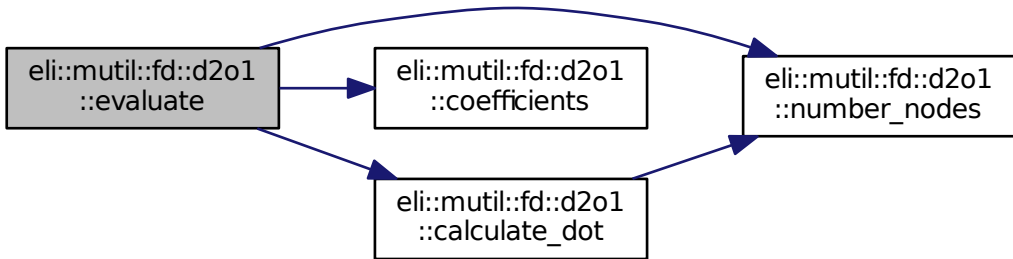 eli::mutil::fd::d2o1
::evaluate
eli::mutil::fd::d2o1
::coefficients
eli::mutil::fd::d2o1
::number_nodes
eli::mutil::fd::d2o1
::calculate_dot